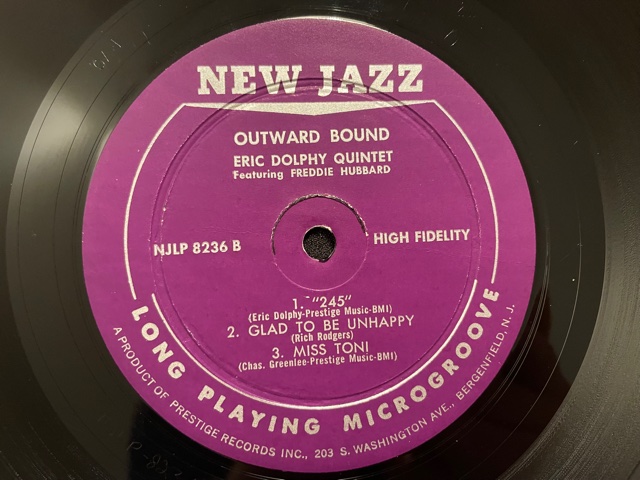 NEW JAZZ
OUTWARD BOUND
ERIC DOLPHY QUINTET
Featuring FREDDIE HUBBARD
NJLP 8236 B
HIGH FIDELITY
1. "245"
(Eric Dolphy-Prestige Music-BMI)
2. GLAD TO BE UNHAPPY
(Rich Rodgers)
3. MISS TONI
(Chas. Greenlee-Prestige Music-BMI)
LONG PLAYING MICROGROOVE
A PRODUCT OF PRESTIGE RECORDS INC., 203 S. WASHINGTON AVE., BERGENFIELD, N. J.